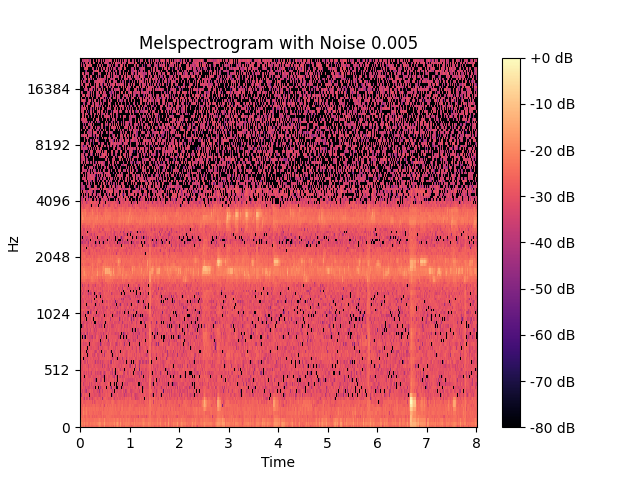 Melspectrogram with Noise 0.005
Hz
16384
8192
4096
2048
1024
512
0
0 1 2 3 4 5 6 7 8
Time
+0 dB
-10 dB
-20 dB
-30 dB
-40 dB
-50 dB
-60 dB
-70 dB
-80 dB